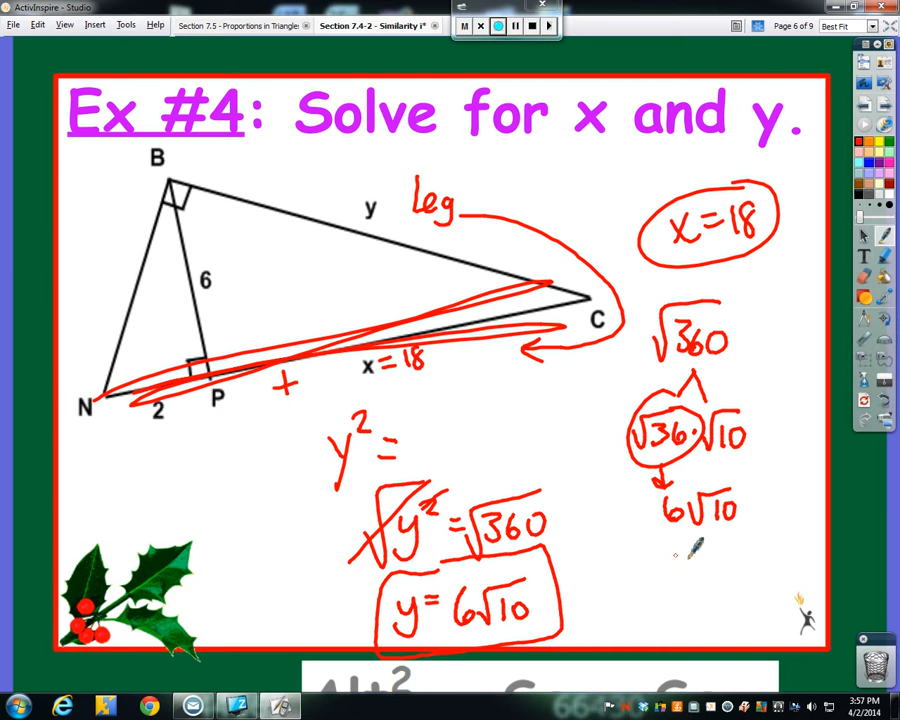 ActivInspire - Studio
File Edit View Insert Tools Help
Section 7.5 - Proportions in Triangles
Section 7.4-2 - Similarity i*
M
Page 6 of 9
Best Fit
Ex #4: Solve for x and y.
B
y
Leg
x = 18
6
C
√360
x = 18
N
2
P
+
√36 · √10
y² =
6√10
√y² = √360
y = 6√10
3:57 PM
4/2/2014